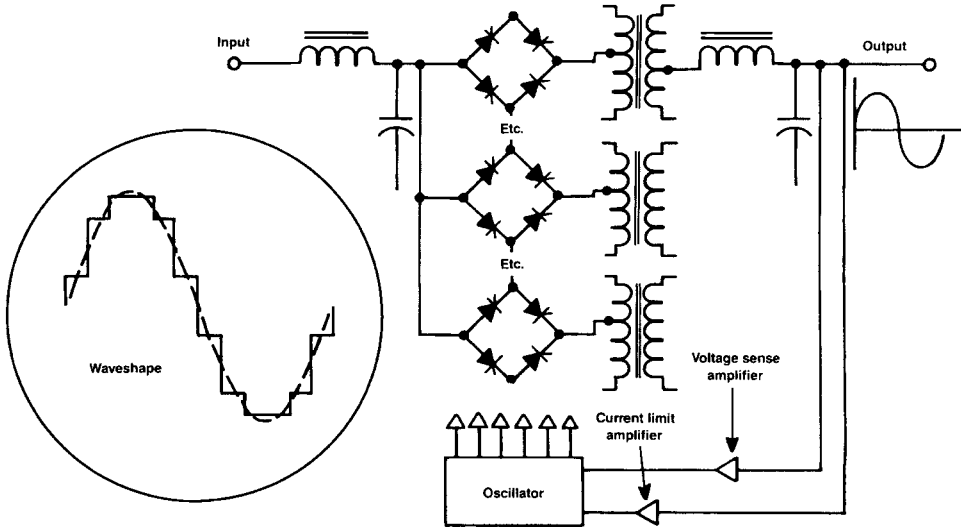 Input
Output
Etc.
Etc.
Waveshape
Voltage sense
amplifier
Current limit
amplifier
Oscillator